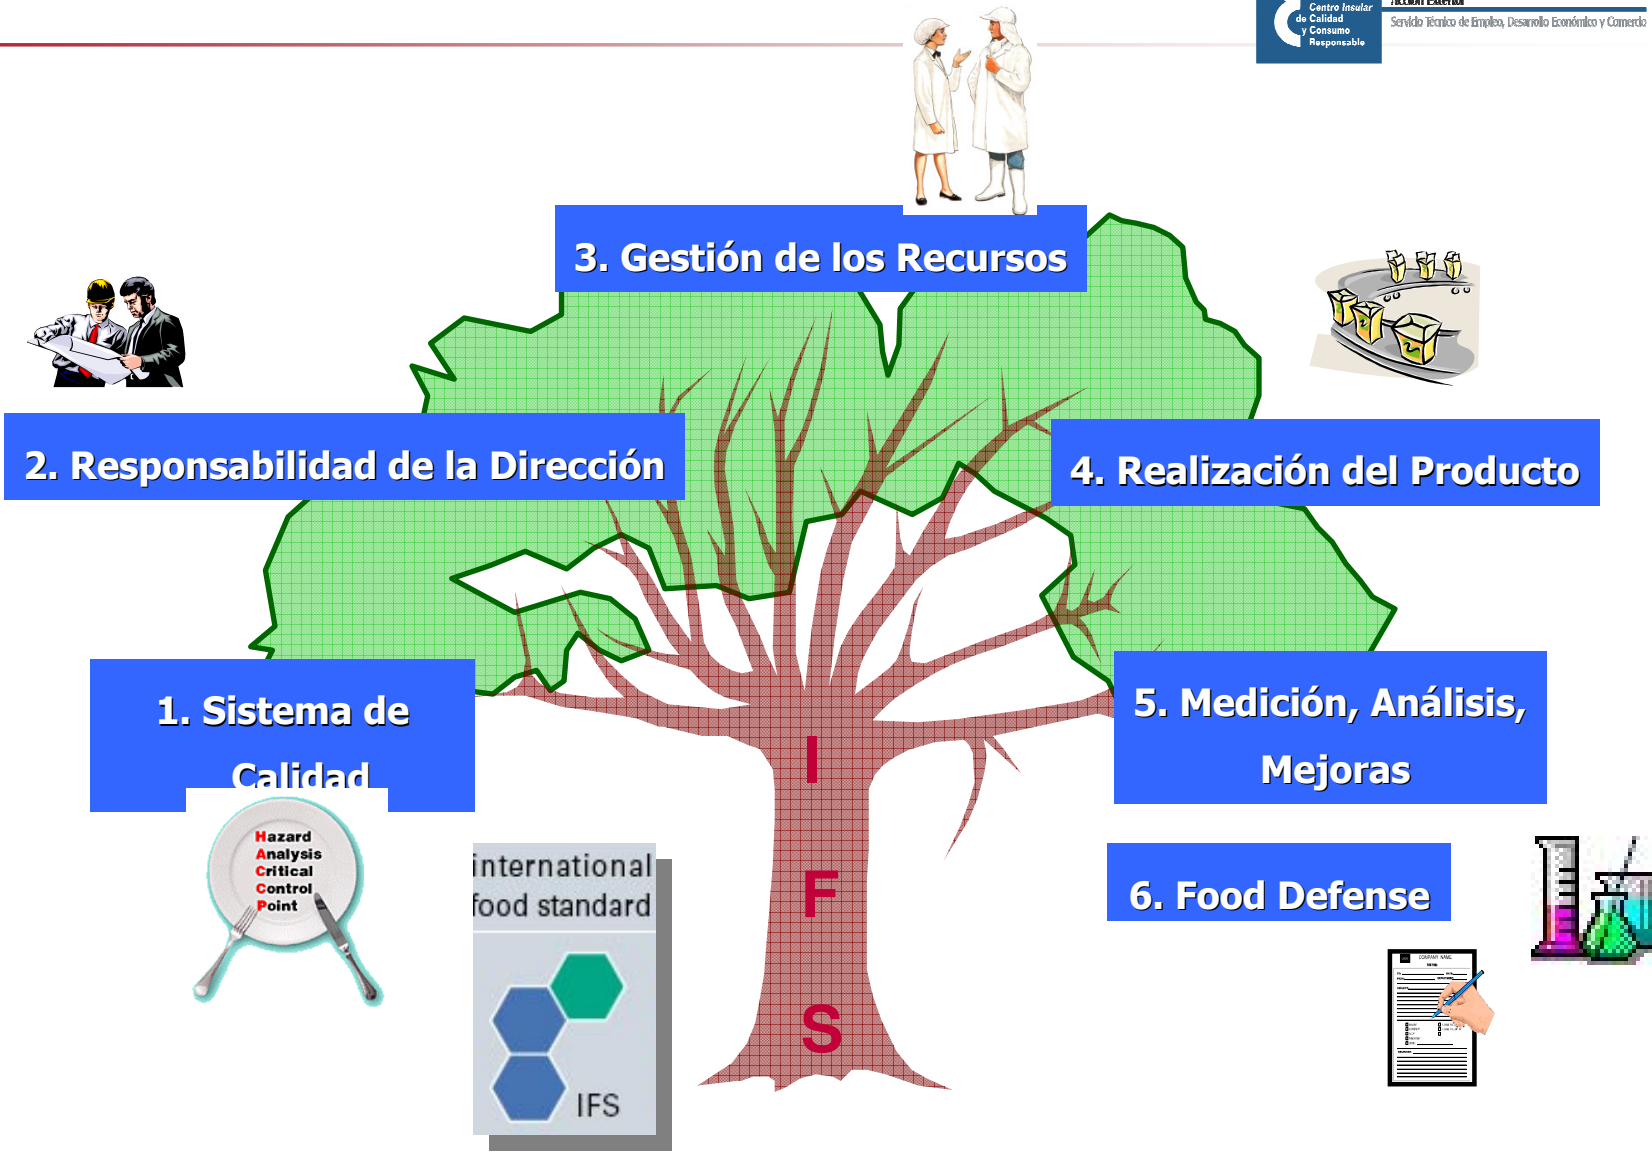 Centro Insular
de Calidad
y Consumo
Responsable
Acción Exterior
Servicio Técnico de Empleo, Desarrollo Económico y Comercio
3. Gestión de los Recursos
2. Responsabilidad de la Dirección
4. Realización del Producto
1. Sistema de
Calidad
5. Medición, Análisis,
Mejoras
6. Food Defense
Hazard
Analysis
Critical
Control
Point
international
food standard
IFS
I
F
S
COMPANY NAME